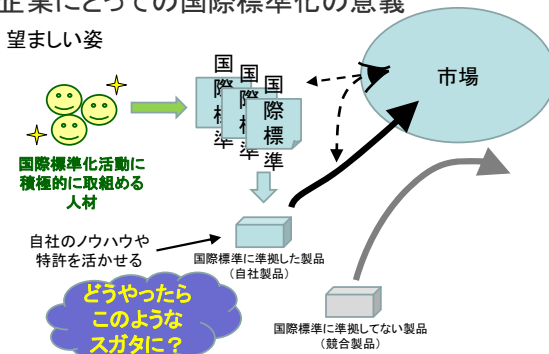 企業にとっての国際標準化の意義
望ましい姿
国際標準
国際標準
国際標準
市場
国際標準化活動に
積極的に取組める
人材
自社のノウハウや
特許を活かせる
国際標準に準拠した製品
(自社製品)
どうやったら
このような
スガタに？
国際標準に準拠してない製品
(競合製品)